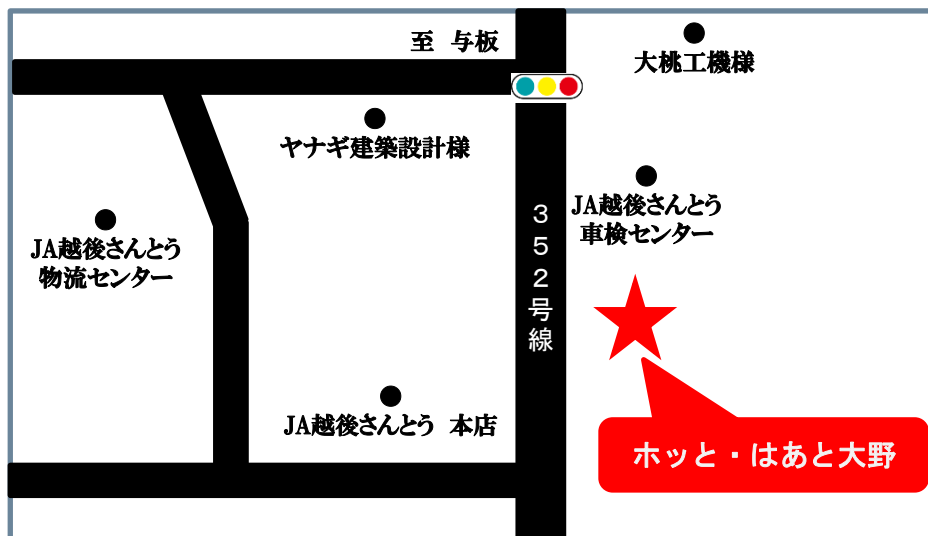 至 与板
大桃工機様
ヤナギ建築設計様
JA越後さんとう
車検センター
JA越後さんとう
物流センター
352号線
JA越後さんとう 本店
ホッと・はあと大野